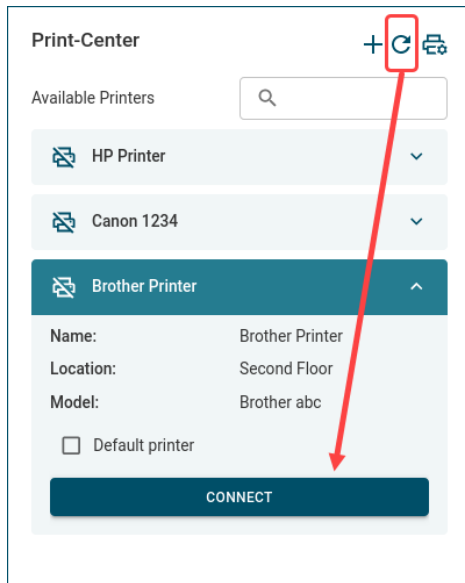 Print-Center
Available Printers
HP Printer
Canon 1234
Brother Printer
Name: Brother Printer
Location: Second Floor
Model: Brother abc
Default printer
CONNECT